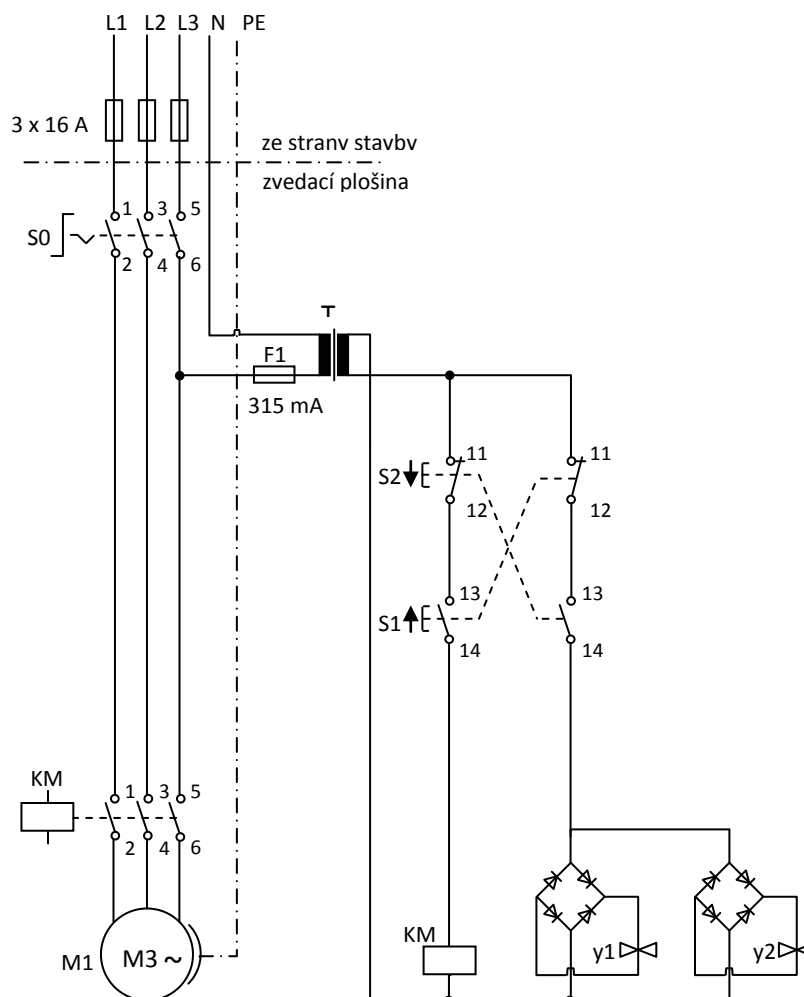 L1 L2 L3 N PE
3 x 16 A
ze stranv stavbv
zvedací plošina
S0
1 3 5
2 4 6
T
F1
315 mA
S2
11
12
11
12
S1
13
14
13
14
KM
1 3 5
2 4 6
M1
M3 ~
KM
y1
y2